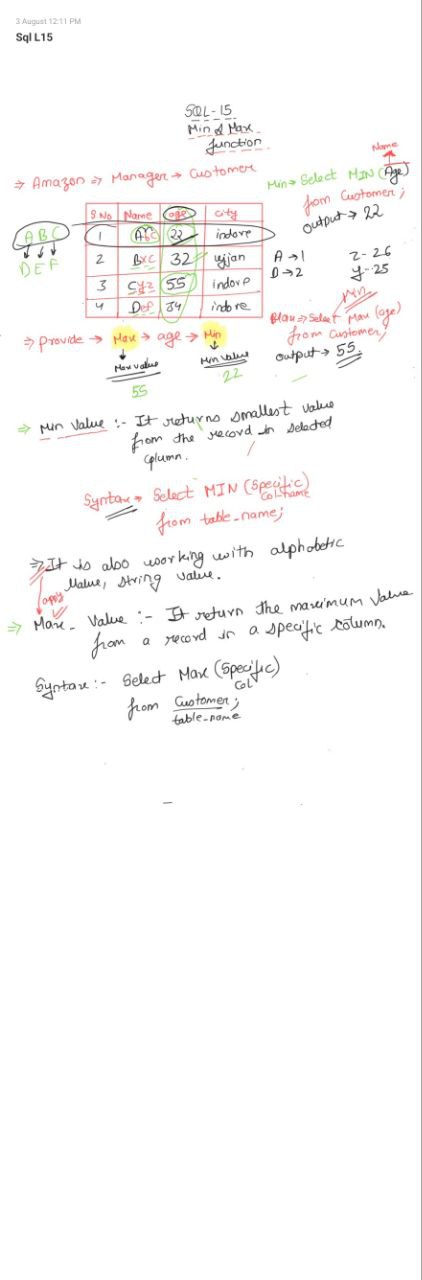 3 August 12:11 PM
Sql L15
SQL-15
Min & Max
function
⇒ Amazon ⇒ Manager → Customer
Name
Min → Select MIN (Age)
from Customer;
output → 22
S No Name age City
1 Abc 22 indore
2 Bxc 32 ujjan
3 Cyz 55 indore
4 Def 34 indore
A B C
D E F
A → 1 Z - 26
D → 2 Y - 25
Min
Max ⇒ Select Max (age)
from Customer;
output → 55
⇒ Provide → Max → age → Min
Max value Min Value
55 22
⇒ Min Value :- It returns smallest value
from the record in selected
column.
Syntax → Select MIN (Specific)
Col name
from table_name;
⇒ It is also working with alphabetic
Value, string value.
apply
⇒ Max - Value :- It return the maximum value
from a record in a specific column.
Syntax :- Select Max (Specific)
Col
from Customer;
table_name